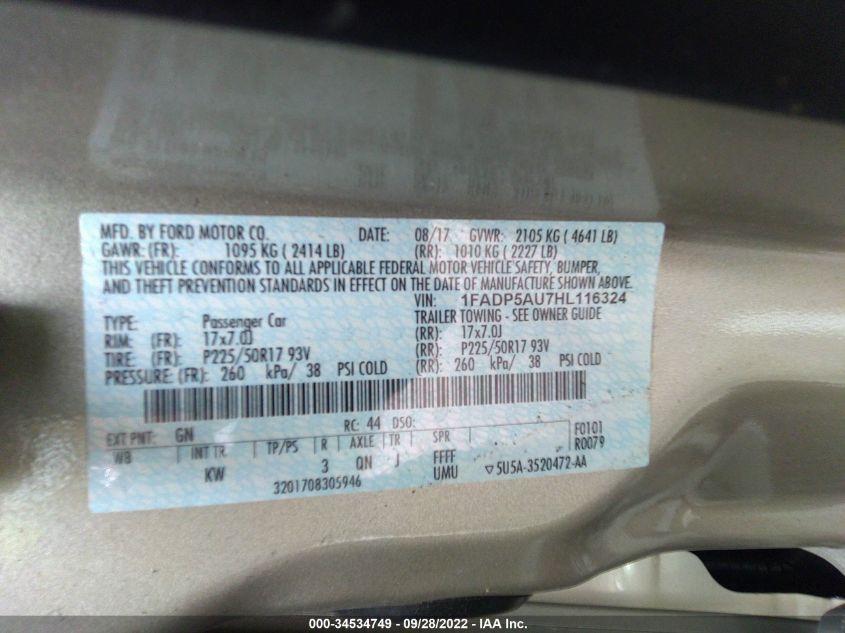 MFD. BY FORD MOTOR CO. DATE: 08/17 GVWR: 2105 KG ( 4641 LB)
GAWR: (FR): 1095 KG ( 2414 LB) (RR): 1010 KG ( 2227 LB)
THIS VEHICLE CONFORMS TO ALL APPLICABLE FEDERAL MOTOR VEHICLE SAFETY, BUMPER,
AND THEFT PREVENTION STANDARDS IN EFFECT ON THE DATE OF MANUFACTURE SHOWN ABOVE.
VIN: 1FADP5AU7HL116324
TYPE: Passenger Car TRAILER TOWING - SEE OWNER GUIDE
RIM: (FR): 17x7.0J (RR): 17x7.0J
TIRE: (FR): P225/50R17 93V (RR): P225/50R17 93V
PRESSURE: (FR): 260 kPa/ 38 PSI COLD (RR): 260 kPa/ 38 PSI COLD
EXT PNT: GN RC: 44 DSO: F0101
WB INT TR. TP/PS R AXLE TR SPR R0079
KW 3 QN J FFFF
UMU ▽5U5A-3520472-AA
3201708305946
000-34534749 / 09/28/2022 - IAA Inc.